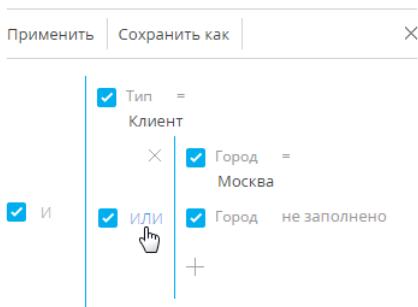 Применить Сохранить как
Тип =
Клиент
Город =
Москва
И ИЛИ Город не заполнено